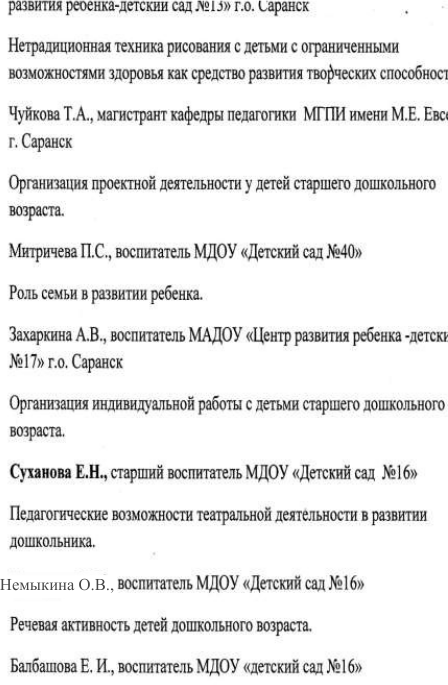 развития ребенка-детский сад №13» г.о. Саранск
Нетрадиционная техника рисования с детьми с ограниченными
возможностями здоровья как средство развития творческих способност
Чуйкова Т.А., магистрант кафедры педагогики МГПИ имени М.Е. Евсе
г. Саранск
Организация проектной деятельности у детей старшего дошкольного
возраста.
Митричева П.С., воспитатель МДОУ «Детский сад №40»
Роль семьи в развитии ребенка.
Захаркина А.В., воспитатель МАДОУ «Центр развития ребенка -детски
№17» г.о. Саранск
Организация индивидуальной работы с детьми старшего дошкольного
возраста.
Суханова Е.Н., старший воспитатель МДОУ «Детский сад №16»
Педагогические возможности театральной деятельности в развитии
дошкольника.
Немыкина О.В., воспитатель МДОУ «Детский сад №16»
Речевая активность детей дошкольного возраста.
Балбашова Е. И., воспитатель МДОУ «детский сад №16»